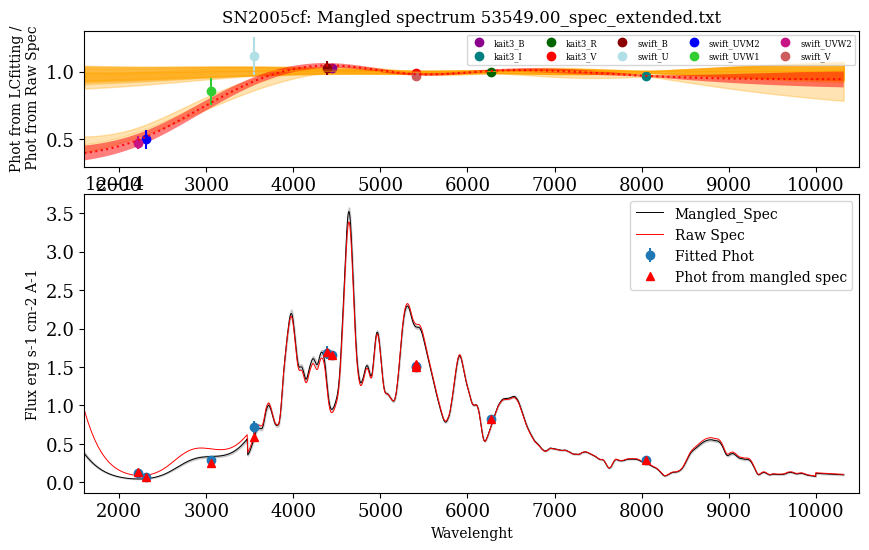 SN2005cf: Mangled spectrum 53549.00_spec_extended.txt
Phot from LCfitting /
Phot from Raw Spec
1.0
0.5
kait3_B kait3_R swift_B swift_UVM2 swift_UVW2
kait3_I kait3_V swift_U swift_UVW1 swift_V
2000 3000 4000 5000 6000 7000 8000 9000 10000
1e−14
Flux erg s-1 cm-2 A-1
3.5
3.0
2.5
2.0
1.5
1.0
0.5
0.0
Mangled_Spec
Raw Spec
Fitted Phot
Phot from mangled spec
2000 3000 4000 5000 6000 7000 8000 9000 10000
Wavelenght